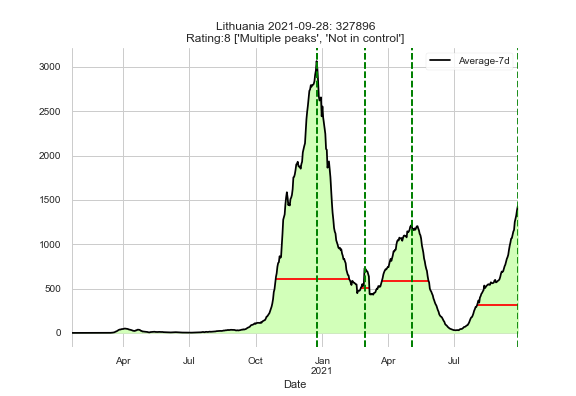 Lithuania 2021-09-28: 327896
Rating:8 ['Multiple peaks', 'Not in control']
Average-7d
3000
2500
2000
1500
1000
500
0
Apr Jul Oct Jan Apr Jul
2021
Date